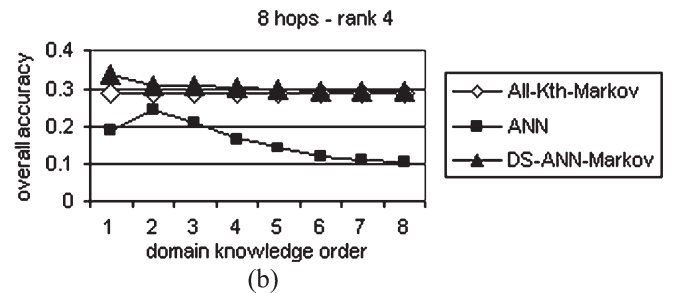 8 hops - rank 4
0.4
0.3
0.2
0.1
0
overall accuracy
1 2 3 4 5 6 7 8
domain knowledge order
All-Kth-Markov
ANN
DS-ANN-Markov
(b)